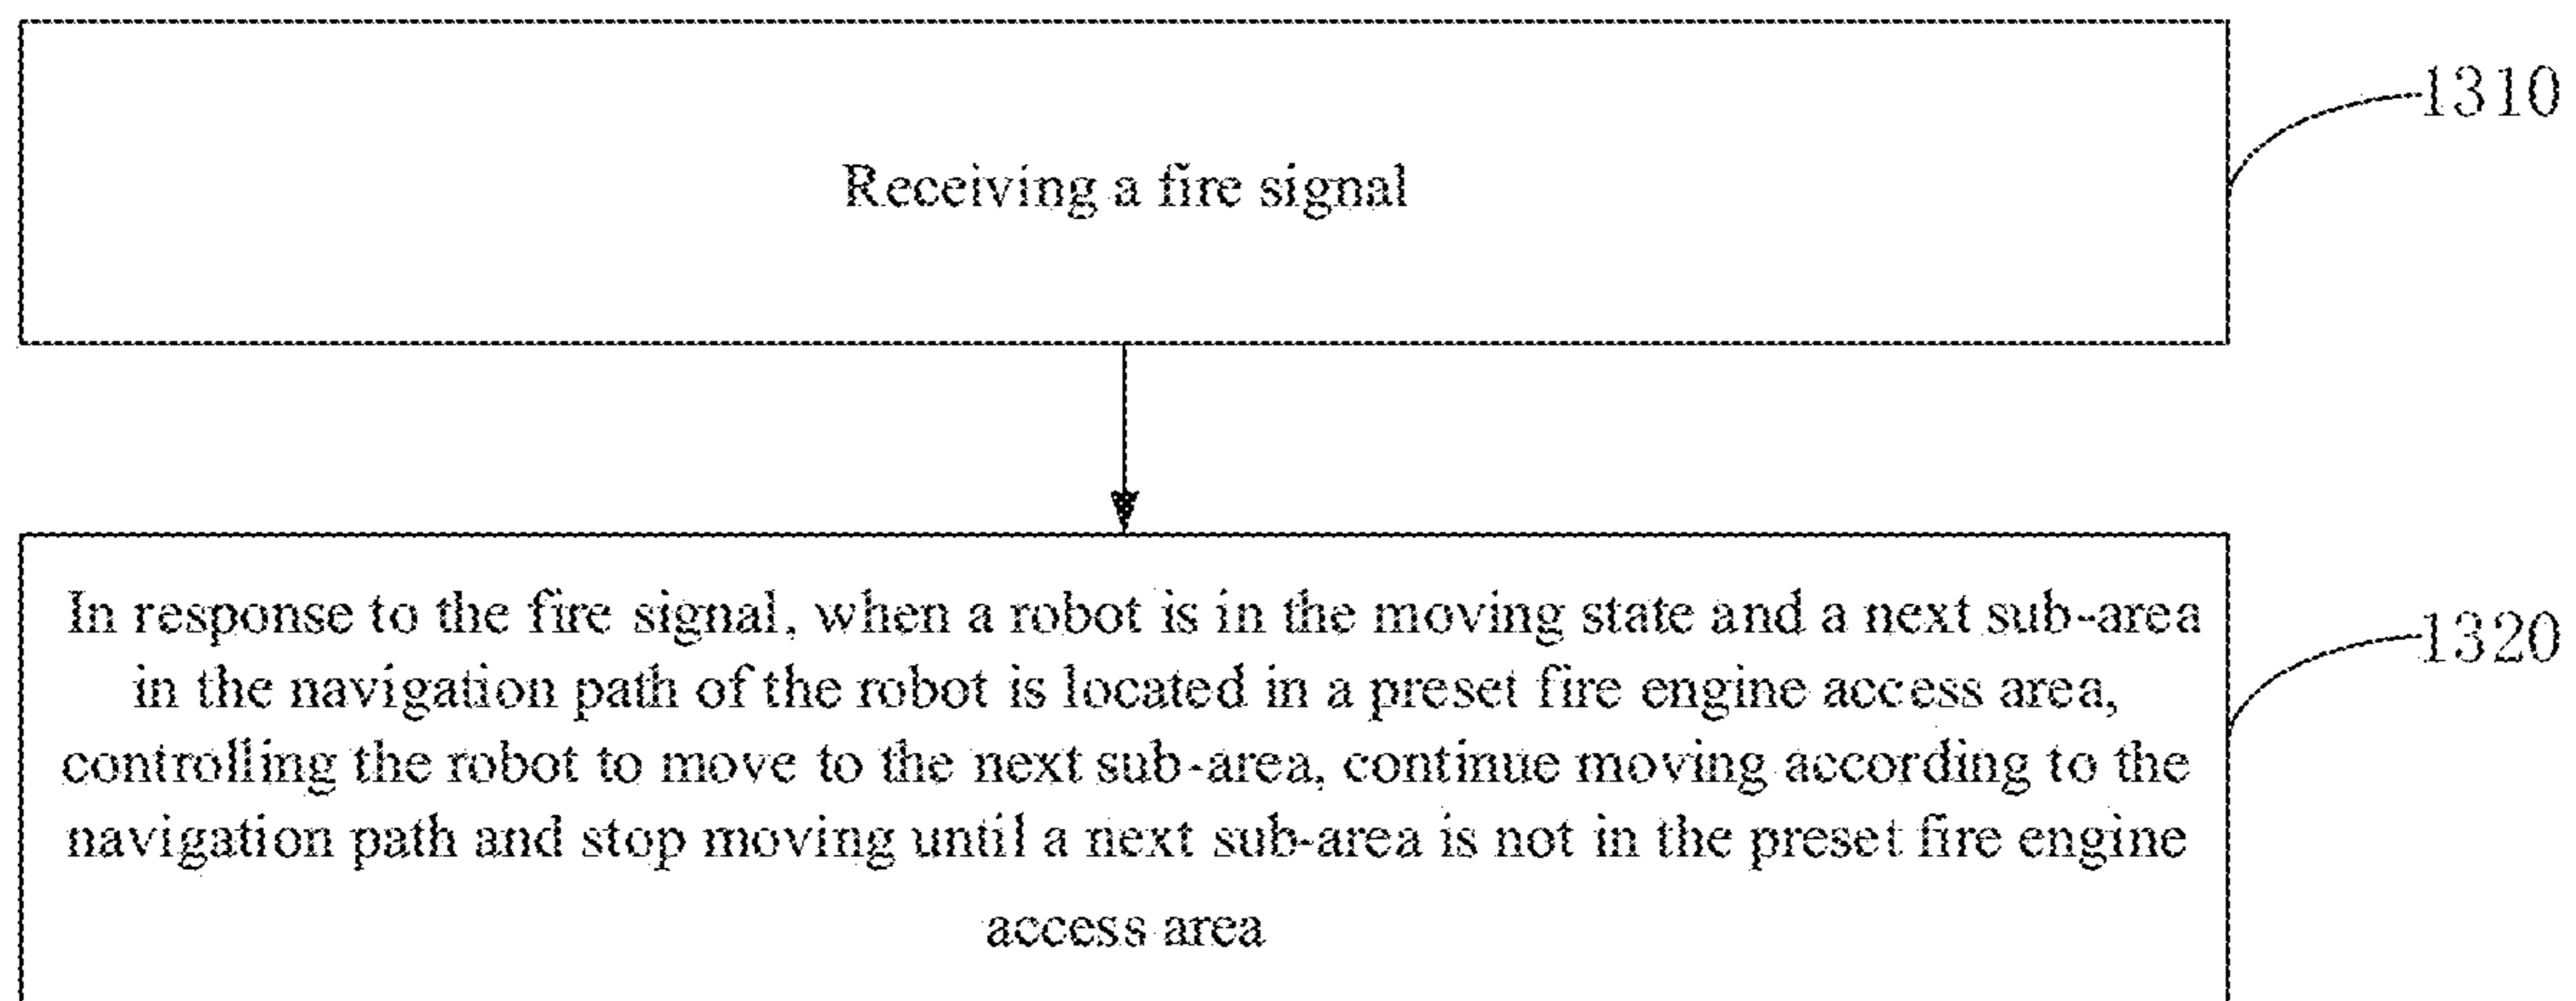 Receiving a fire signal
1310
In response to the fire signal, when a robot is in the moving state and a next sub-area
in the navigation path of the robot is located in a preset fire engine access area,
controlling the robot to move to the next sub-area, continue moving according to the
navigation path and stop moving until a next sub-area is not in the preset fire engine
access area
1320